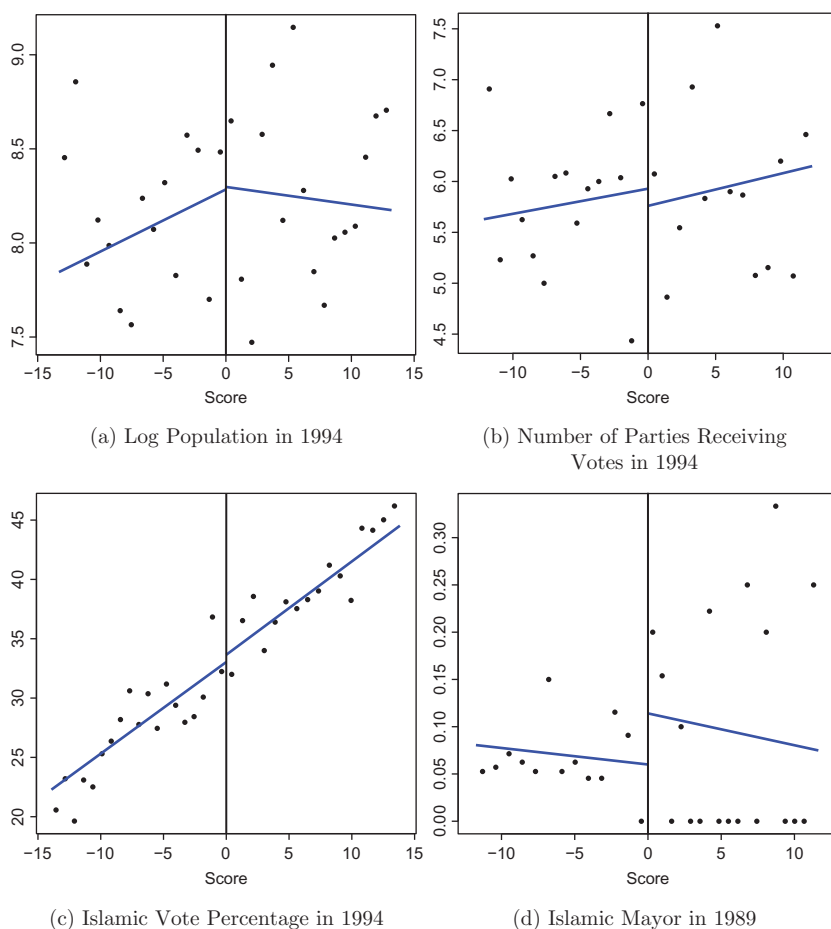 9.0
8.5
8.0
7.5
−15 −10 −5 0 5 10 15
Score
(a) Log Population in 1994
7.5
7.0
6.5
6.0
5.5
5.0
4.5
−10 −5 0 5 10
Score
(b) Number of Parties Receiving
Votes in 1994
45
40
35
30
25
20
−15 −10 −5 0 5 10 15
Score
(c) Islamic Vote Percentage in 1994
0.30
0.25
0.20
0.15
0.10
0.05
0.00
−10 −5 0 5 10
Score
(d) Islamic Mayor in 1989